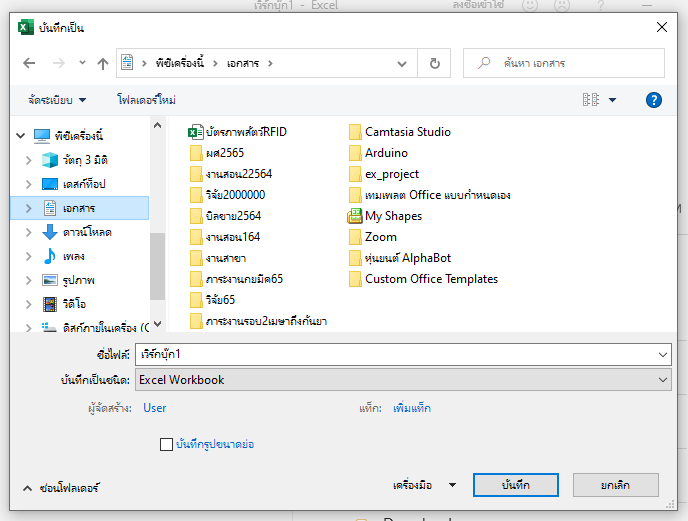 เวิร์กบุ๊ก1 - Excel
ลงชื่อเข้าใช้
บันทึกเป็น
พีซีเครื่องนี้ › เอกสาร ›
ค้นหา เอกสาร
จัดระเบียบ
โฟลเดอร์ใหม่
พีซีเครื่องนี้
วัตถุ 3 มิติ
เดสก์ท็อป
เอกสาร
ดาวน์โหลด
เพลง
รูปภาพ
วิดีโอ
ดิสก์ภายในเครื่อง (C
บัตรภาพสัตว์RFID
ผศ2565
งานสอน22564
วิจัย2000000
บิลขาย2564
งานสอน164
งานสาขา
ภาระงานกยมิค65
วิจัย65
ภาระงานรอบ2เมษาถึงกันยา
Camtasia Studio
Arduino
ex_project
เทมเพลต Office แบบกำหนดเอง
My Shapes
Zoom
หุ่นยนต์ AlphaBot
Custom Office Templates
ชื่อไฟล์: เวิร์กบุ๊ก1
บันทึกเป็นชนิด: Excel Workbook
ผู้จัดสร้าง: User
แท็ก: เพิ่มแท็ก
บันทึกรูปขนาดย่อ
ซ่อนโฟลเดอร์
เครื่องมือ
บันทึก
ยกเลิก